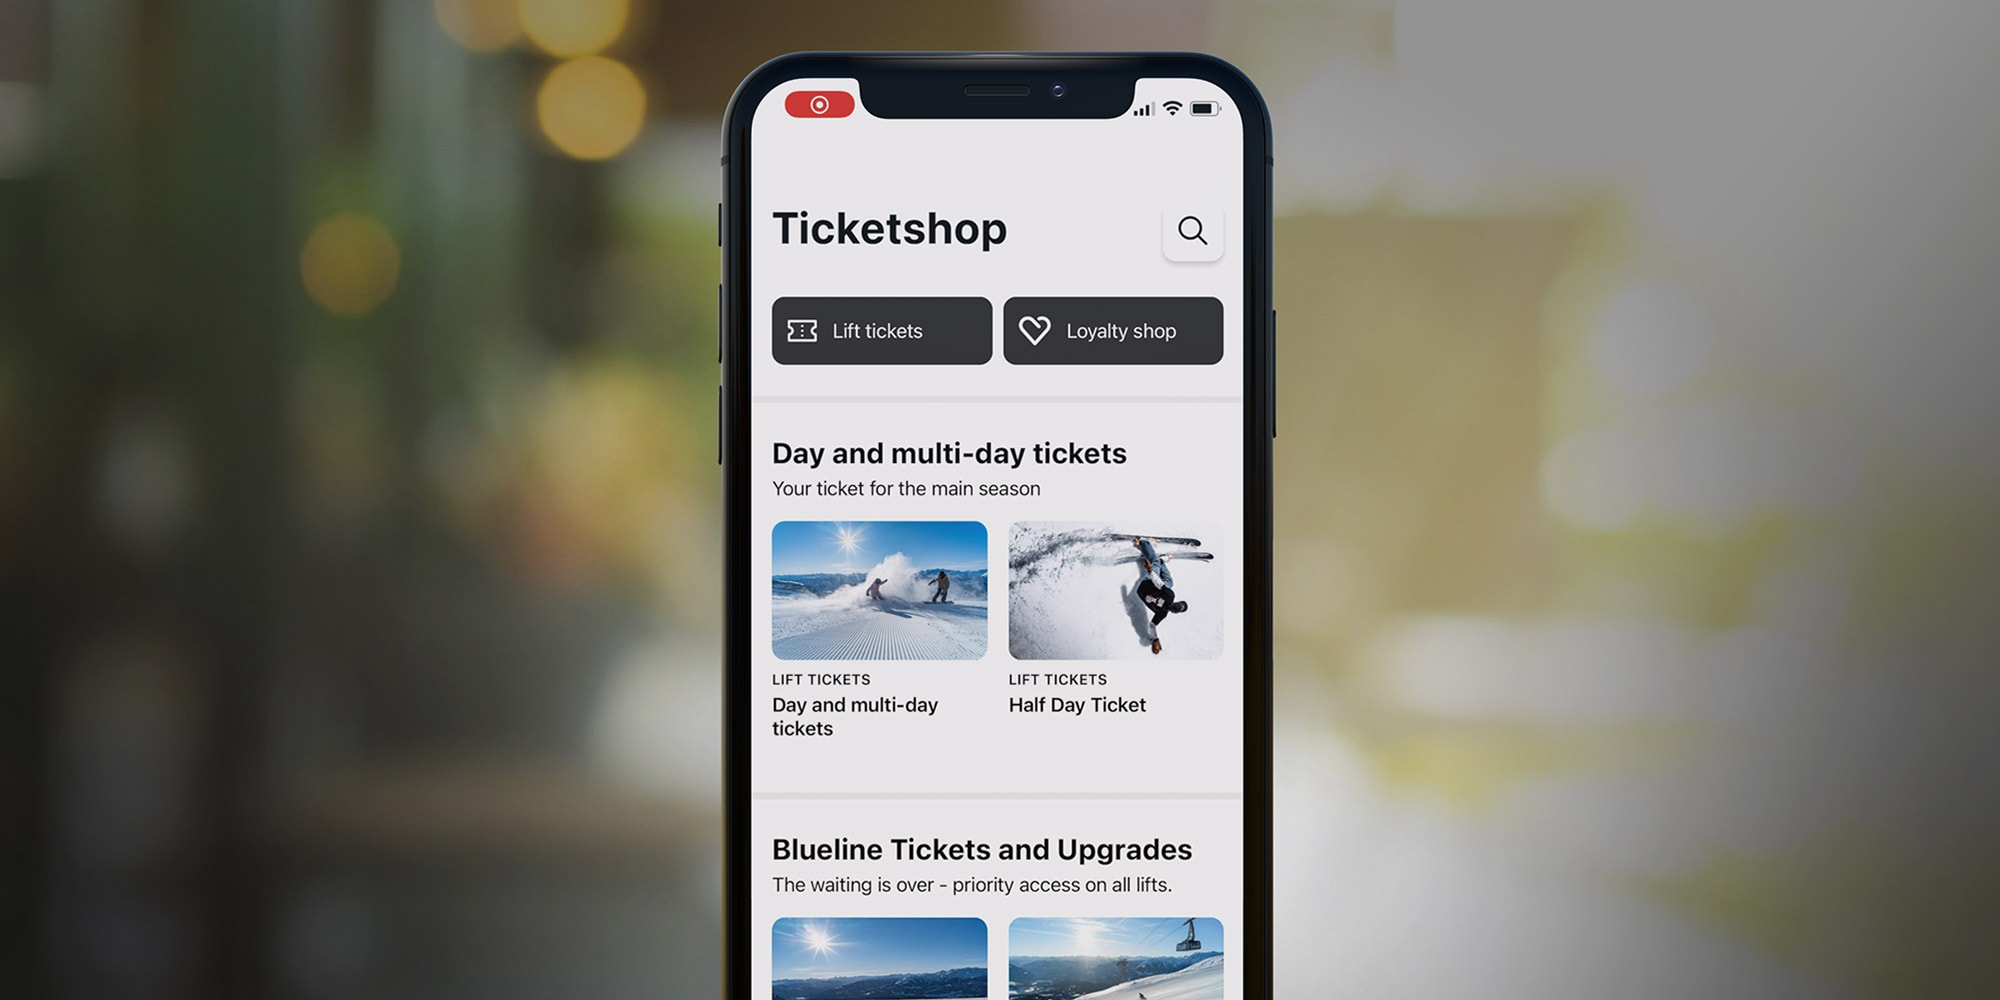 Ticketshop
Lift tickets
Loyalty shop
Day and multi-day tickets
Your ticket for the main season
LIFT TICKETS
Day and multi-day
tickets
LIFT TICKETS
Half Day Ticket
Blueline Tickets and Upgrades
The waiting is over - priority access on all lifts.